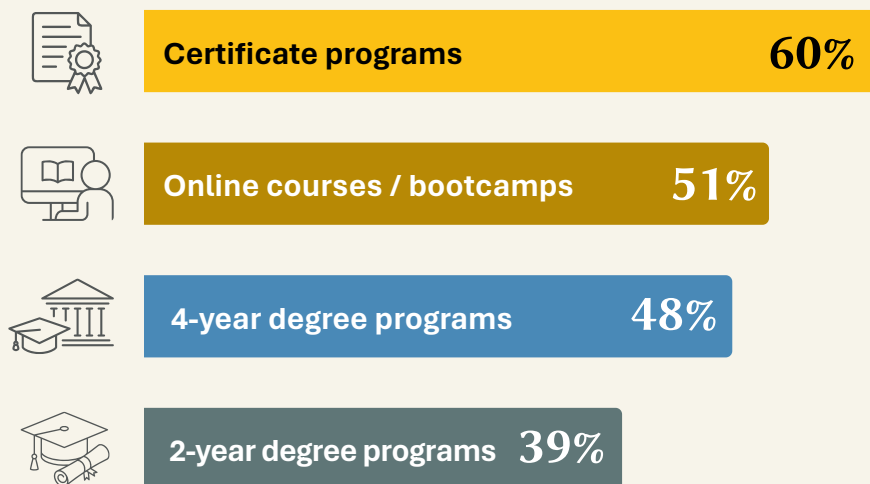 Certificate programs 60%
Online courses / bootcamps 51%
4-year degree programs 48%
2-year degree programs 39%